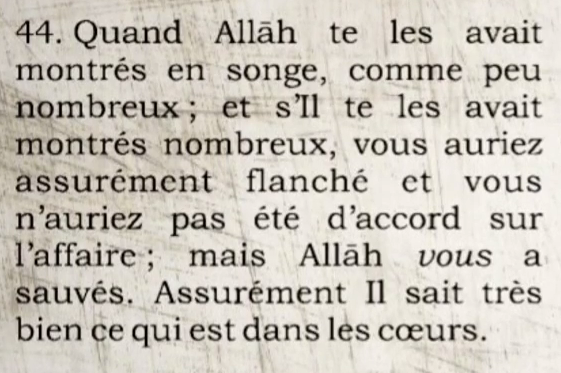 44. Quand Allāh te les avait
montrés en songe, comme peu
nombreux ; et s'Il te les avait
montrés nombreux, vous auriez
assurément flanché et vous
n'auriez pas été d'accord sur
l'affaire ; mais Allāh vous a
sauvés. Assurément Il sait très
bien ce qui est dans les cœurs.